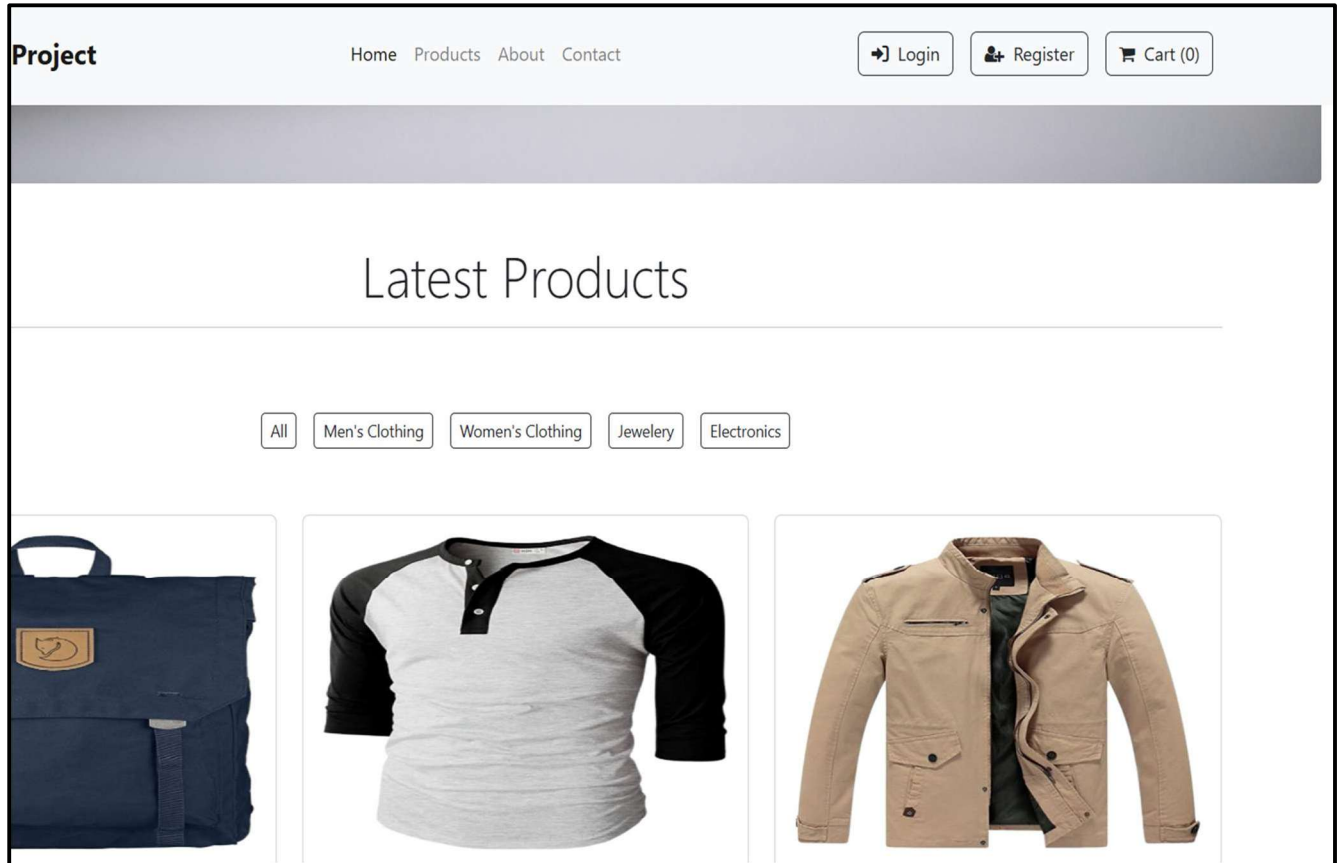 Project
Home Products About Contact
Login Register Cart (0)
Latest Products
All Men's Clothing Women's Clothing Jewelery Electronics